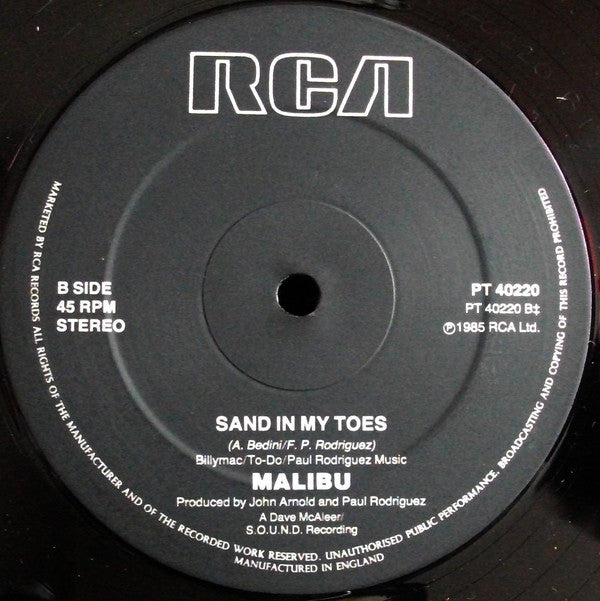 RCA
B SIDE
45 RPM
STEREO
PT 40220
PT 40220 B‡
Ⓟ1985 RCA Ltd.
SAND IN MY TOES
(A. Bedini/F. P. Rodriguez)
Billymac/To-Do/Paul Rodriguez Music
MALIBU
Produced by John Arnold and Paul Rodriguez
A Dave McAleer/
S.O.U.N.D. Recording
MARKETED BY RCA RECORDS ALL RIGHTS OF THE MANUFACTURER AND OF THE RECORDED WORK RESERVED. UNAUTHORISED PUBLIC PERFORMANCE, BROADCASTING AND COPYING OF THIS RECORD PROHIBITED
MANUFACTURED IN ENGLAND